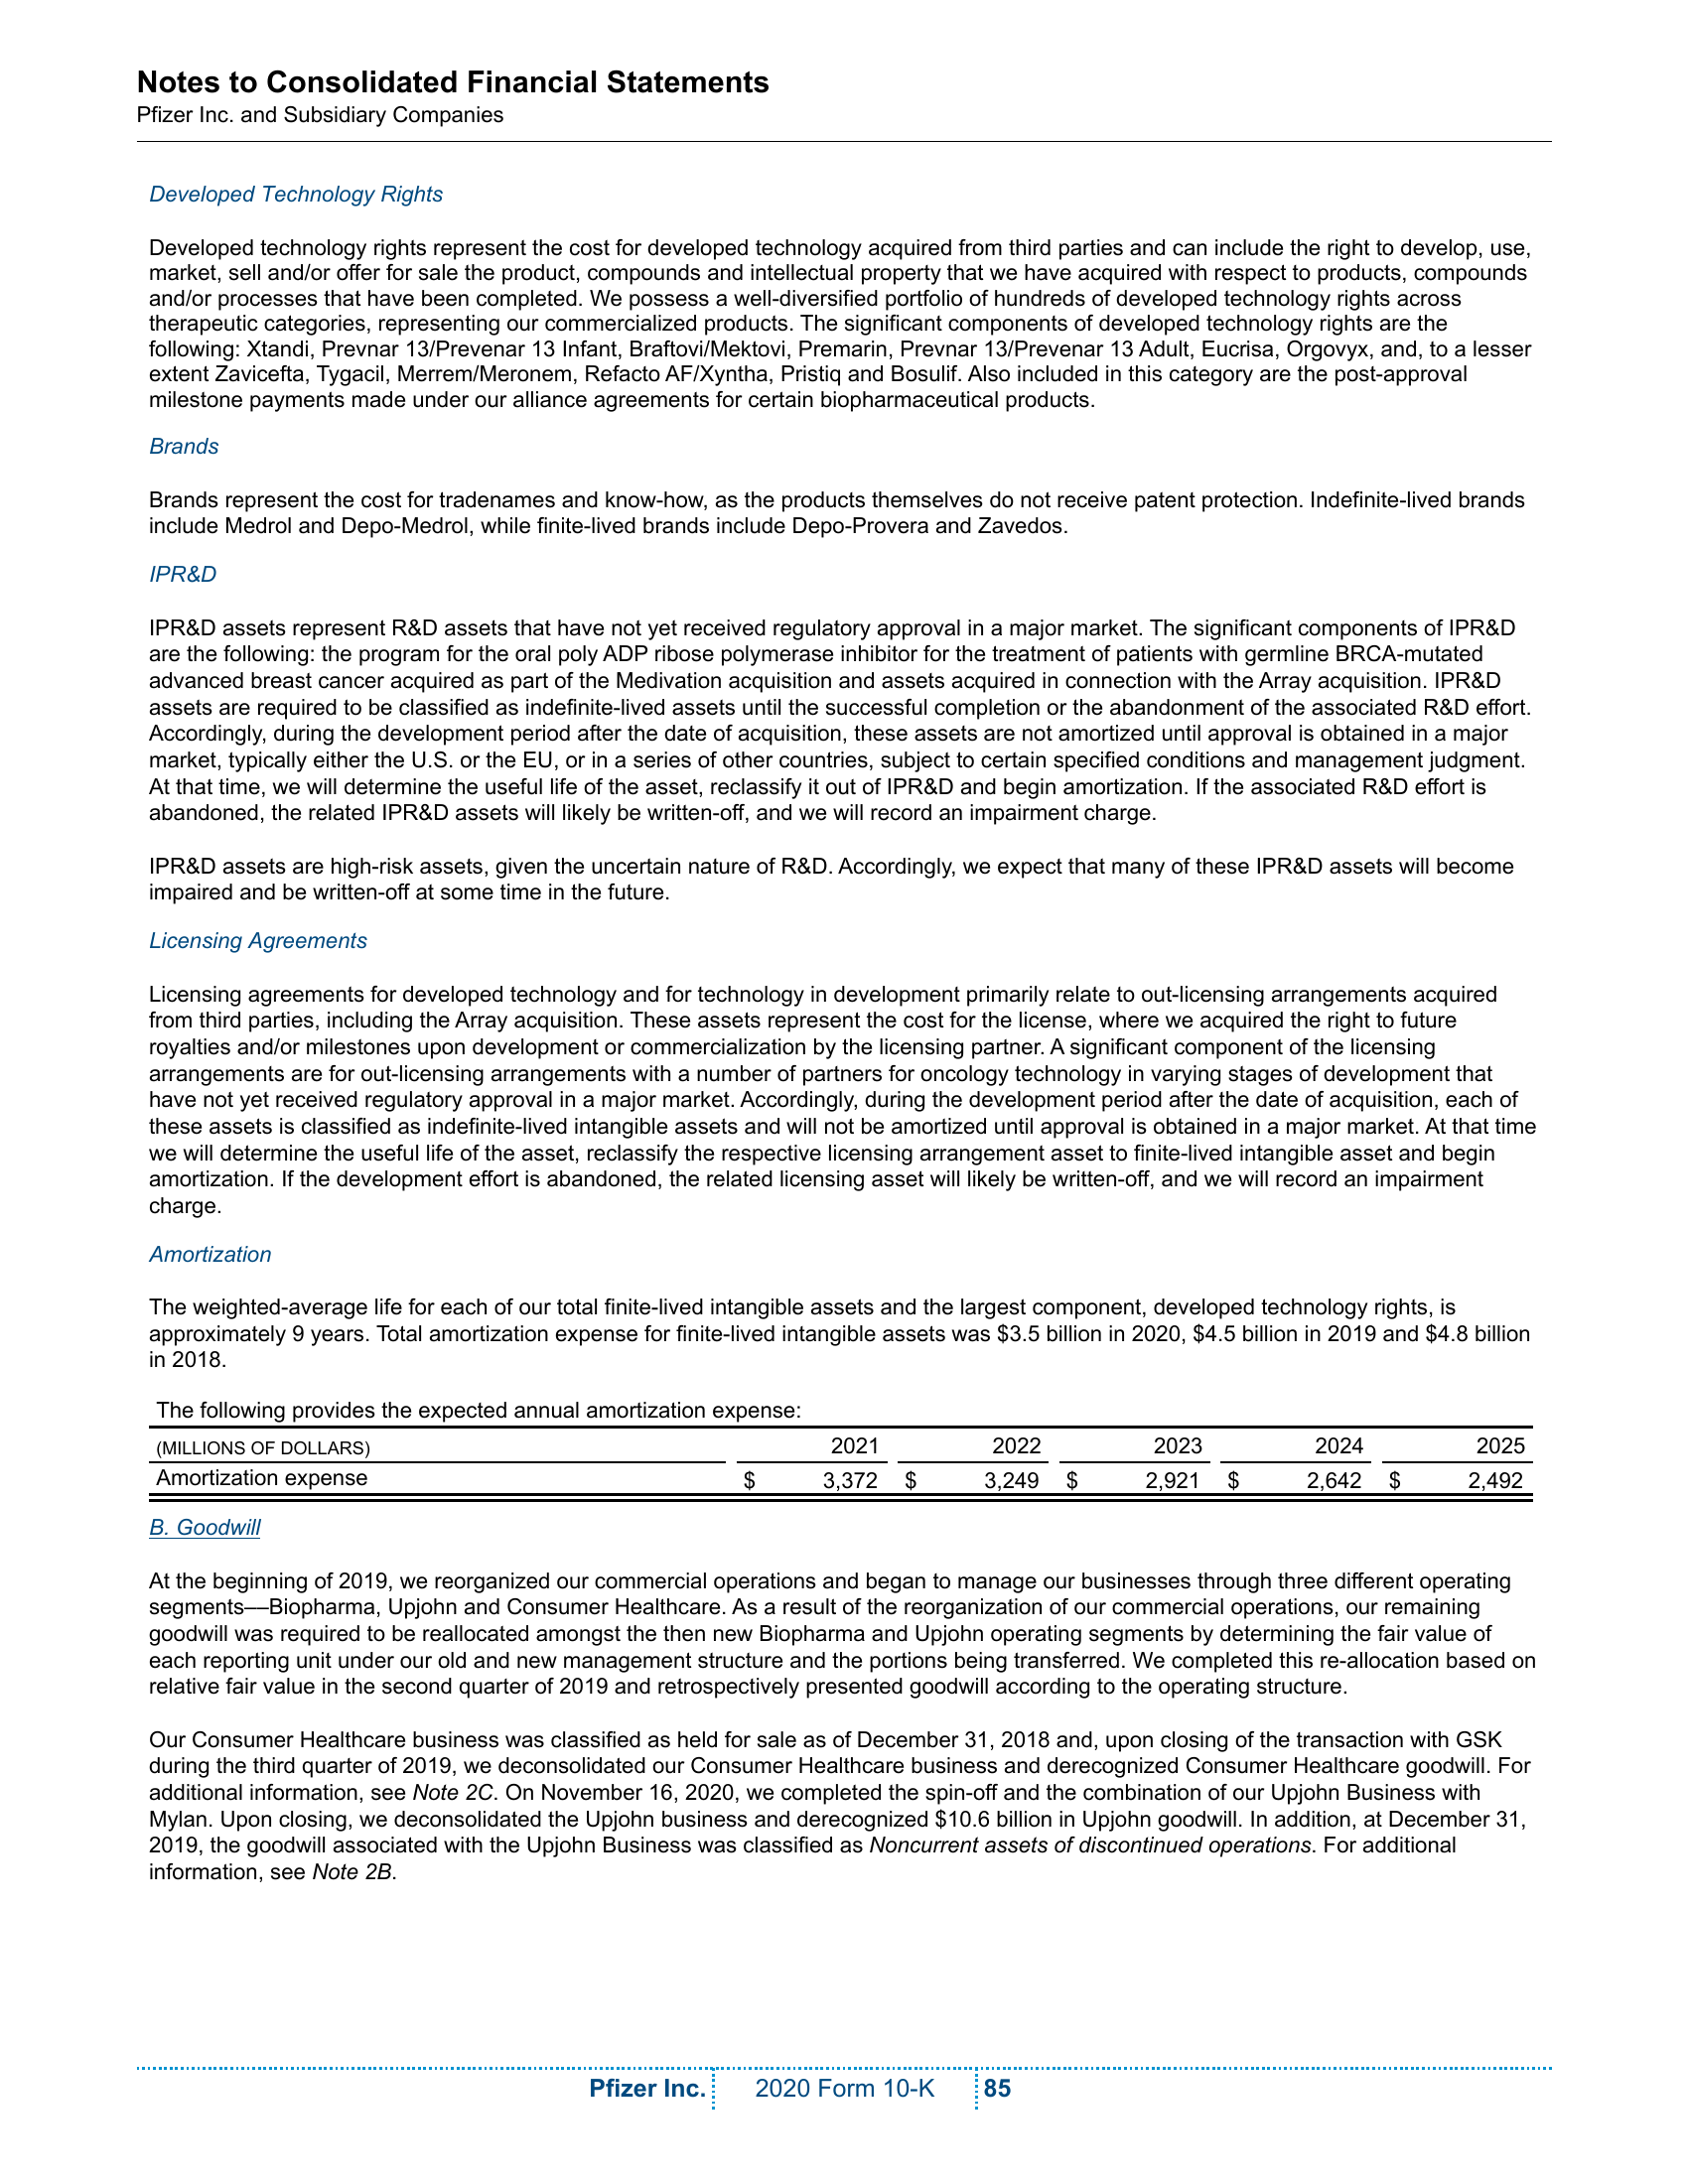 Notes to Consolidated Financial Statements
Pfizer Inc. and Subsidiary Companies
Developed Technology Rights
Developed technology rights represent the cost for developed technology acquired from third parties and can include the right to develop, use,
market, sell and/or offer for sale the product, compounds and intellectual property that we have acquired with respect to products, compounds
and/or processes that have been completed. We possess a well-diversified portfolio of hundreds of developed technology rights across
therapeutic categories, representing our commercialized products. The significant components of developed technology rights are the
following: Xtandi, Prevnar 13/Prevenar 13 Infant, Braftovi/Mektovi, Premarin, Prevnar 13/Prevenar 13 Adult, Eucrisa, Orgovyx, and, to a lesser
extent Zavicefta, Tygacil, Merrem/Meronem, Refacto AF/Xyntha, Pristiq and Bosulif. Also included in this category are the post-approval
milestone payments made under our alliance agreements for certain biopharmaceutical products.
Brands
Brands represent the cost for tradenames and know-how, as the products themselves do not receive patent protection. Indefinite-lived brands
include Medrol and Depo-Medrol, while finite-lived brands include Depo-Provera and Zavedos.
IPR&D
IPR&D assets represent R&D assets that have not yet received regulatory approval in a major market. The significant components of IPR&D
are the following: the program for the oral poly ADP ribose polymerase inhibitor for the treatment of patients with germline BRCA-mutated
advanced breast cancer acquired as part of the Medivation acquisition and assets acquired in connection with the Array acquisition. IPR&D
assets are required to be classified as indefinite-lived assets until the successful completion or the abandonment of the associated R&D effort.
Accordingly, during the development period after the date of acquisition, these assets are not amortized until approval is obtained in a major
market, typically either the U.S. or the EU, or in a series of other countries, subject to certain specified conditions and management judgment.
At that time, we will determine the useful life of the asset, reclassify it out of IPR&D and begin amortization. If the associated R&D effort is
abandoned, the related IPR&D assets will likely be written-off, and we will record an impairment charge.
IPR&D assets are high-risk assets, given the uncertain nature of R&D. Accordingly, we expect that many of these IPR&D assets will become
impaired and be written-off at some time in the future.
Licensing Agreements
Licensing agreements for developed technology and for technology in development primarily relate to out-licensing arrangements acquired
from third parties, including the Array acquisition. These assets represent the cost for the license, where we acquired the right to future
royalties and/or milestones upon development or commercialization by the licensing partner. A significant component of the licensing
arrangements are for out-licensing arrangements with a number of partners for oncology technology in varying stages of development that
have not yet received regulatory approval in a major market. Accordingly, during the development period after the date of acquisition, each of
these assets is classified as indefinite-lived intangible assets and will not be amortized until approval is obtained in a major market. At that time
we will determine the useful life of the asset, reclassify the respective licensing arrangement asset to finite-lived intangible asset and begin
amortization. If the development effort is abandoned, the related licensing asset will likely be written-off, and we will record an impairment
charge.
Amortization
The weighted-average life for each of our total finite-lived intangible assets and the largest component, developed technology rights, is
approximately 9 years. Total amortization expense for finite-lived intangible assets was $3.5 billion in 2020, $4.5 billion in 2019 and $4.8 billion
in 2018.
The following provides the expected annual amortization expense:
(MILLIONS OF DOLLARS) 2021 2022 2023 2024 2025
Amortization expense $ 3,372 $ 3,249 $ 2,921 $ 2,642 $ 2,492
B. Goodwill
At the beginning of 2019, we reorganized our commercial operations and began to manage our businesses through three different operating
segments––Biopharma, Upjohn and Consumer Healthcare. As a result of the reorganization of our commercial operations, our remaining
goodwill was required to be reallocated amongst the then new Biopharma and Upjohn operating segments by determining the fair value of
each reporting unit under our old and new management structure and the portions being transferred. We completed this re-allocation based on
relative fair value in the second quarter of 2019 and retrospectively presented goodwill according to the operating structure.
Our Consumer Healthcare business was classified as held for sale as of December 31, 2018 and, upon closing of the transaction with GSK
during the third quarter of 2019, we deconsolidated our Consumer Healthcare business and derecognized Consumer Healthcare goodwill. For
additional information, see Note 2C. On November 16, 2020, we completed the spin-off and the combination of our Upjohn Business with
Mylan. Upon closing, we deconsolidated the Upjohn business and derecognized $10.6 billion in Upjohn goodwill. In addition, at December 31,
2019, the goodwill associated with the Upjohn Business was classified as Noncurrent assets of discontinued operations. For additional
information, see Note 2B.
Pfizer Inc. 2020 Form 10-K 85